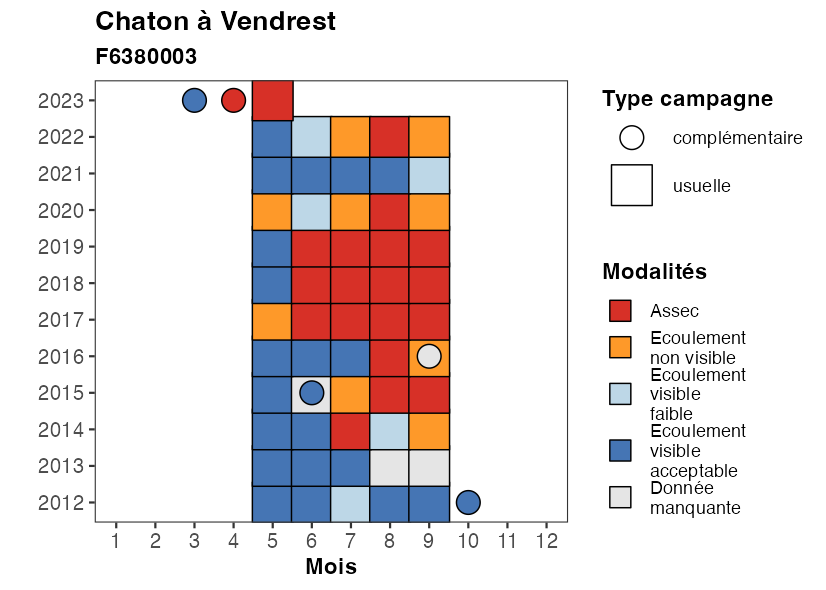 Chaton à Vendrest
F6380003
2023
2022
2021
2020
2019
2018
2017
2016
2015
2014
2013
2012
1 2 3 4 5 6 7 8 9 10 11 12
Mois
Type campagne
complémentaire
usuelle
Modalités
Assec
Ecoulement
non visible
Ecoulement
visible
faible
Ecoulement
visible
acceptable
Donnée
manquante